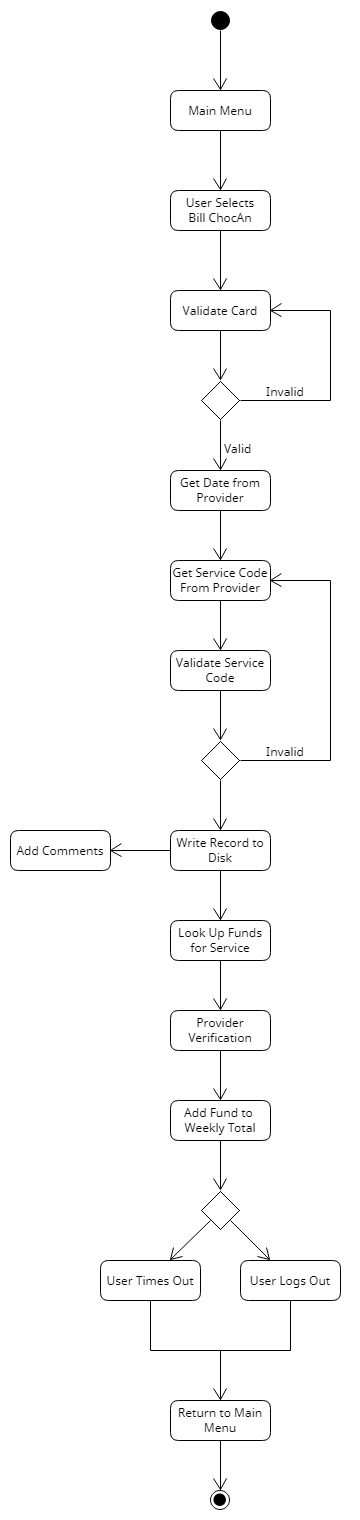 Main Menu
User Selects
Bill ChocAn
Validate Card
Invalid
Valid
Get Date from
Provider
Get Service Code
From Provider
Validate Service
Code
Invalid
Add Comments
Write Record to
Disk
Look Up Funds
for Service
Provider
Verification
Add Fund to
Weekly Total
User Times Out
User Logs Out
Return to Main
Menu